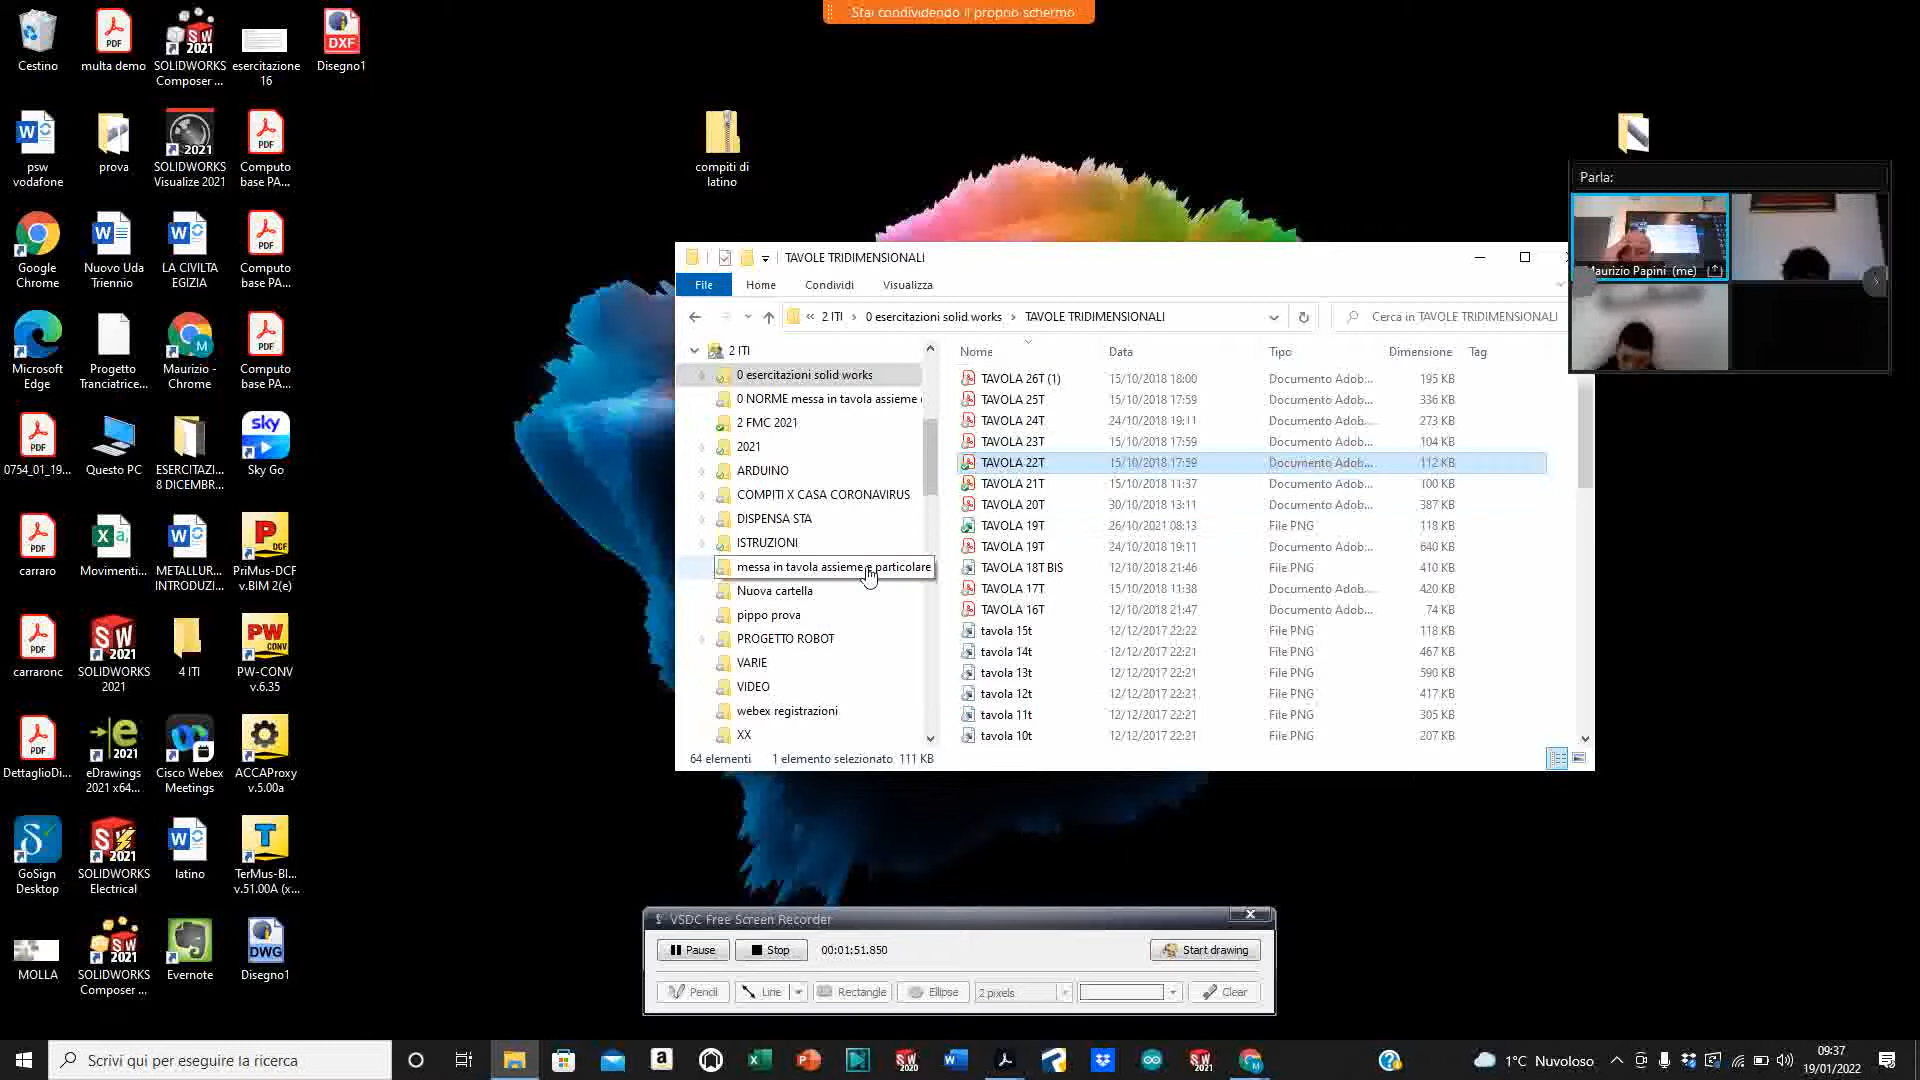 Stai condividendo il proprio schermo
Cestino
multa demo
SOLIDWORKS
Composer ...
esercitazione
16
Disegno1
psw
vodafone
prova
SOLIDWORKS
Visualize 2021
Computo
base PA...
compiti di
latino
Google
Chrome
Nuovo Uda
Triennio
LA CIVILTA
EGIZIA
Computo
base PA...
Microsoft
Edge
Progetto
Tranciatrice...
Maurizio -
Chrome
Computo
base PA...
0754_01_19...
Questo PC
ESERCITAZI...
8 DICEMBR...
Sky Go
carraro
Movimenti...
METALLUR...
INTRODUZI...
PriMus-DCF
v.BIM 2(e)
carraronc
SOLIDWORKS
2021
4 ITI
PW-CONV
v.6.35
DettaglioDi...
eDrawings
2021 x64...
Cisco Webex
Meetings
ACCAProxy
v.5.00a
GoSign
Desktop
SOLIDWORKS
Electrical
latino
TerMus-BI...
v.51.00A (x...
MOLLA
SOLIDWORKS
Composer ...
Evernote
Disegno1
TAVOLE TRIDIMENSIONALI
File Home Condividi Visualizza
« 2 ITI › 0 esercitazioni solid works › TAVOLE TRIDIMENSIONALI
Cerca in TAVOLE TRIDIMENSIONALI
2 ITI
0 esercitazioni solid works
0 NORME messa in tavola assieme
2 FMC 2021
2021
ARDUINO
COMPITI X CASA CORONAVIRUS
DISPENSA STA
ISTRUZIONI
messa in tavola assieme e particolare
Nuova cartella
pippo prova
PROGETTO ROBOT
VARIE
VIDEO
webex registrazioni
XX
Nome Data Tipo Dimensione Tag
TAVOLA 26T (1) 15/10/2018 18:00 Documento Adob... 195 KB
TAVOLA 25T 15/10/2018 17:59 Documento Adob... 336 KB
TAVOLA 24T 24/10/2018 19:11 Documento Adob... 273 KB
TAVOLA 23T 15/10/2018 17:59 Documento Adob... 104 KB
TAVOLA 22T 15/10/2018 17:59 Documento Adob... 112 KB
TAVOLA 21T 15/10/2018 11:37 Documento Adob... 100 KB
TAVOLA 20T 30/10/2018 13:11 Documento Adob... 387 KB
TAVOLA 19T 26/10/2021 08:13 File PNG 118 KB
TAVOLA 19T 24/10/2018 19:11 Documento Adob... 640 KB
TAVOLA 18T BIS 12/10/2018 21:46 File PNG 410 KB
TAVOLA 17T 15/10/2018 11:38 Documento Adob... 420 KB
TAVOLA 16T 12/10/2018 21:47 Documento Adob... 74 KB
tavola 15t 12/12/2017 22:22 File PNG 118 KB
tavola 14t 12/12/2017 22:21 File PNG 467 KB
tavola 13t 12/12/2017 22:21 File PNG 590 KB
tavola 12t 12/12/2017 22:21 File PNG 417 KB
tavola 11t 12/12/2017 22:21 File PNG 305 KB
tavola 10t 12/12/2017 22:21 File PNG 207 KB
64 elementi 1 elemento selezionato 111 KB
Parla:
Maurizio Papini (me)
VSDC Free Screen Recorder
Pause Stop 00:01:51.850 Start drawing
Pencil Line Rectangle Ellipse 2 pixels Clear
Scrivi qui per eseguire la ricerca
1°C Nuvoloso
09:37
19/01/2022